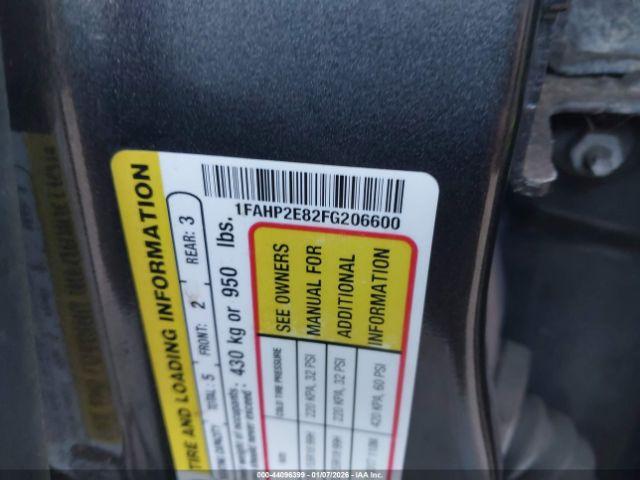 1FAHP2E82FG206600
TIRE AND LOADING INFORMATION
TOTAL: 5 FRONT: 2 REAR: 3
430 kg or 950 lbs.
COLD TIRE PRESSURE
220 KPA, 32 PSI
220 KPA, 32 PSI
420 KPA, 60 PSI
SEE OWNERS
MANUAL FOR
ADDITIONAL
INFORMATION
000-44096399 - 01/07/2026 - IAAI.COM